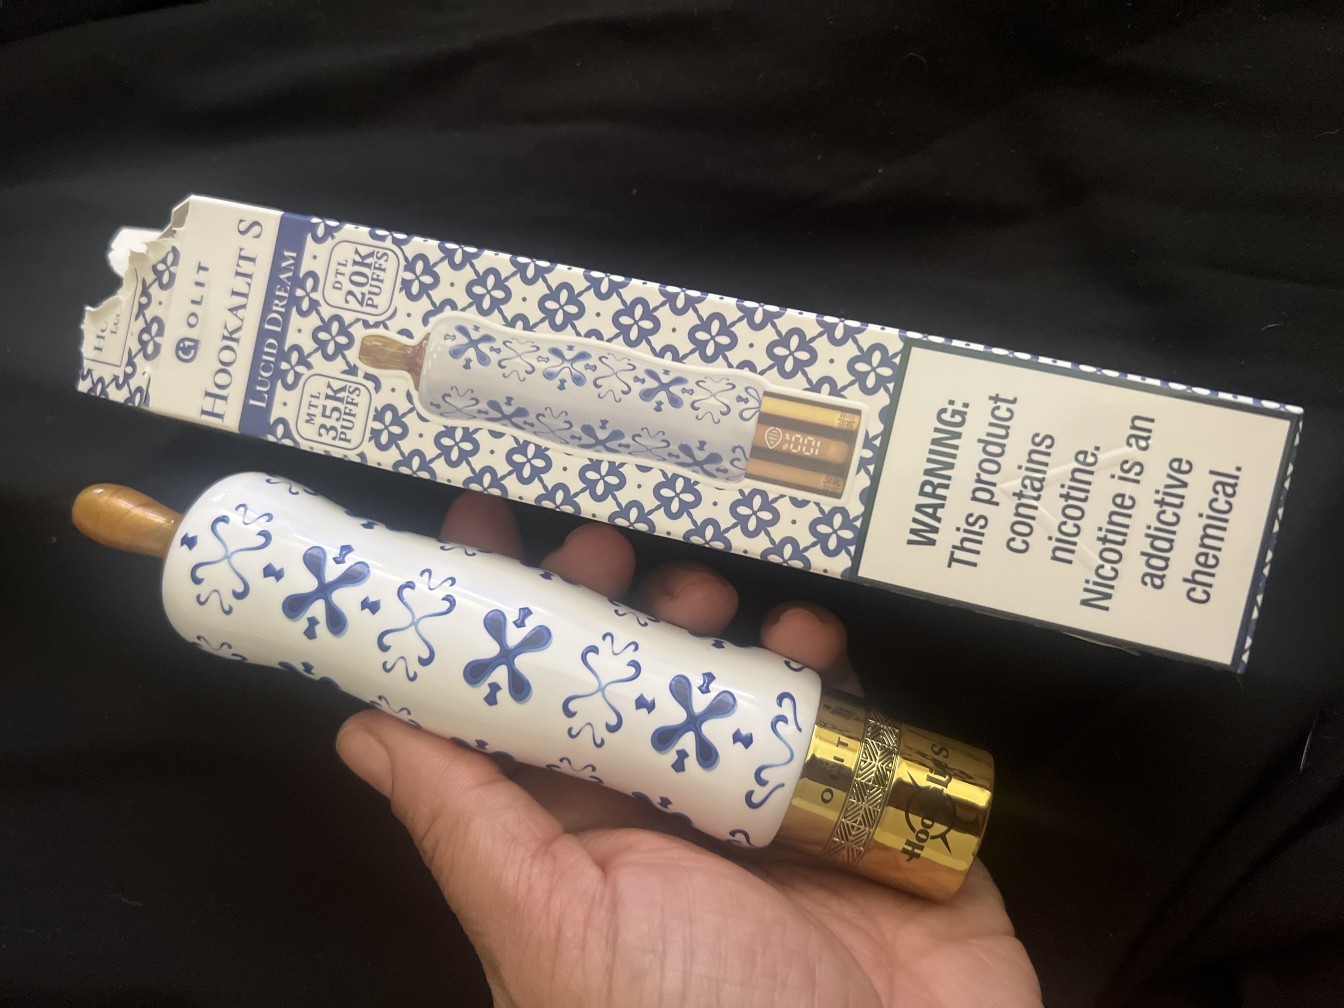 OLIT
HOOKALIT S
LUCID DREAM
DTL
20K
PUFFS
MTL
35K
PUFFS
100%
WARNING:
This product
contains
nicotine.
Nicotine is an
addictive
chemical.
OLIT